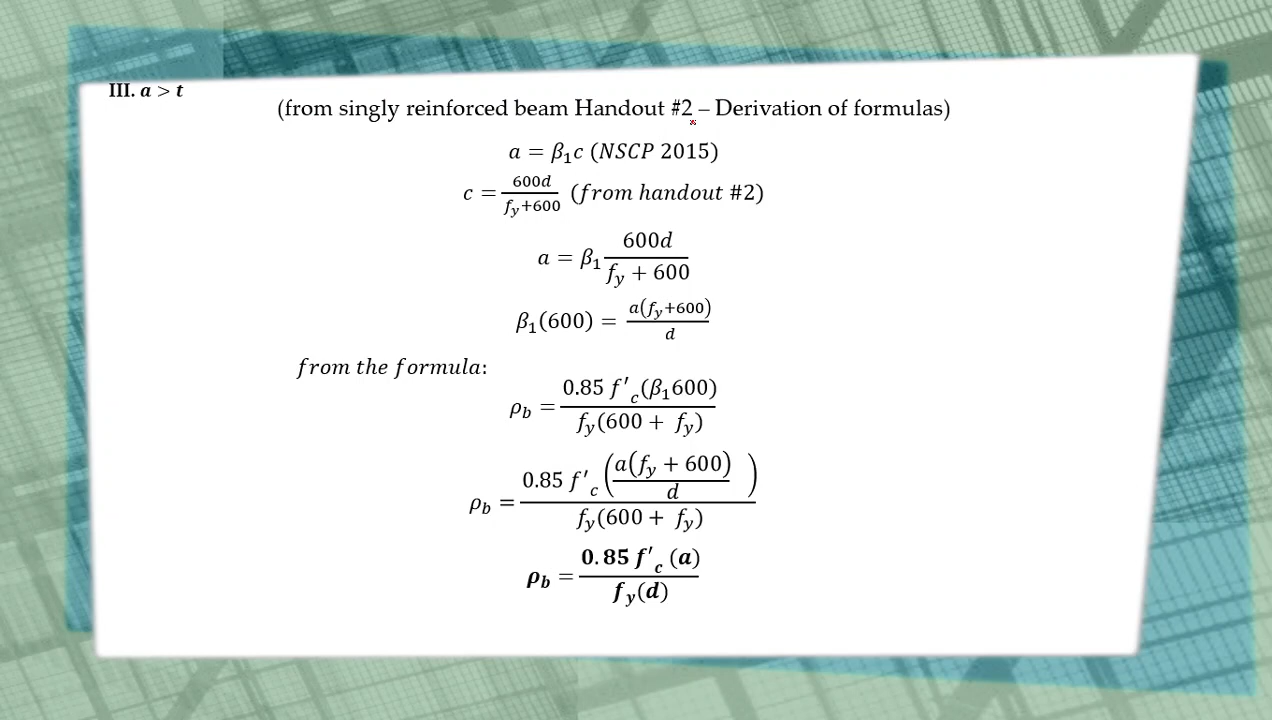 III. a > t
(from singly reinforced beam Handout #2 – Derivation of formulas)
a = β₁c (NSCP 2015)
c = 600d / (f_y+600) (from handout #2)
a = β₁ 600d / (f_y + 600)
β₁(600) = a(f_y+600) / d
from the formula:
ρ_b = 0.85 f'_c(β₁600) / f_y(600 + f_y)
ρ_b = 0.85 f'_c (a(f_y + 600) / d) / f_y(600 + f_y)
ρ_b = 0.85 f'_c (a) / f_y(d)